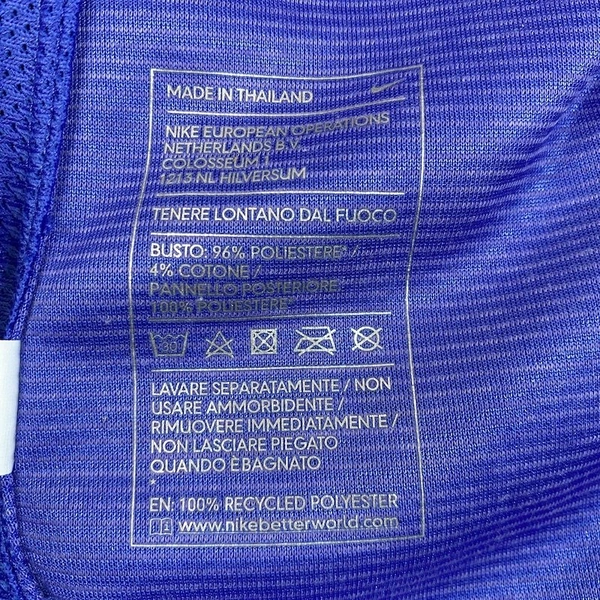 MADE IN THAILAND
NIKE EUROPEAN OPERATIONS
NETHERLANDS B.V.
COLOSSEUM 1
1213 NL HILVERSUM
TENERE LONTANO DAL FUOCO
BUSTO: 96% POLIESTERE* /
4% COTONE /
PANNELLO POSTERIORE:
100% POLIESTERE*
30
LAVARE SEPARATAMENTE / NON
USARE AMMORBIDENTE /
RIMUOVERE IMMEDIATAMENTE /
NON LASCIARE PIEGATO
QUANDO È BAGNATO
*
EN: 100% RECYCLED POLYESTER
www.nikebetterworld.com